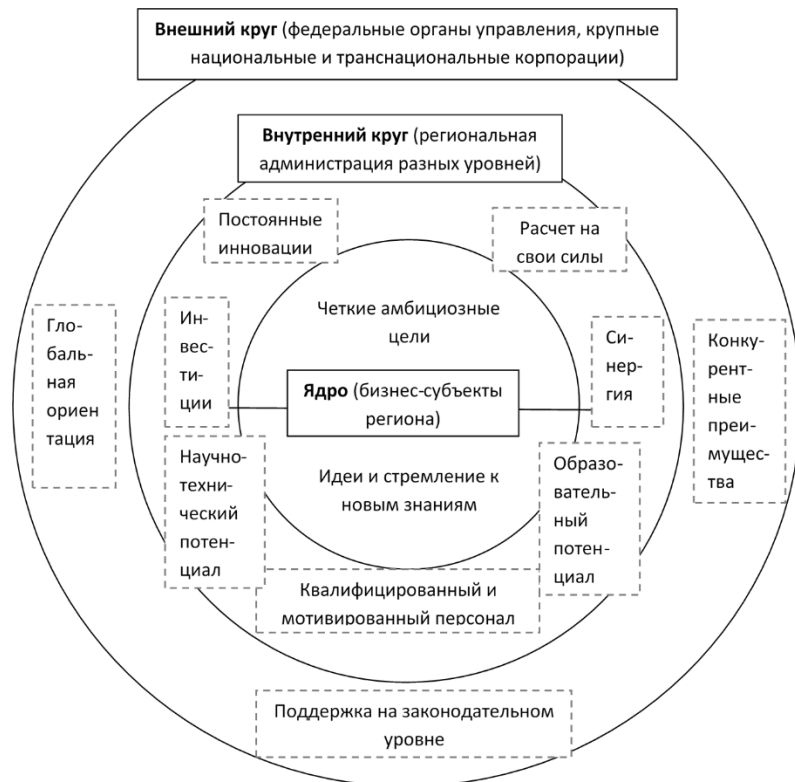 Внешний круг (федеральные органы управления, крупные
национальные и транснациональные корпорации)
Внутренний круг (региональная
администрация разных уровней)
Постоянные
инновации
Расчет на
свои силы
Четкие амбициозные
цели
Гло-
баль-
ная
ориен
тация
Ин-
вес-
ти-
ции
Си-
нер-
гия
Конку-
рент-
ные
преи-
мущес-
тва
Ядро (бизнес-субъекты
региона)
Научно-
техни-
ческий
потен-
циал
Идеи и стремление к
новым знаниям
Образо-
ватель-
ный
потен-
циал
Квалифицированный и
мотивированный персонал
Поддержка на законодательном
уровне